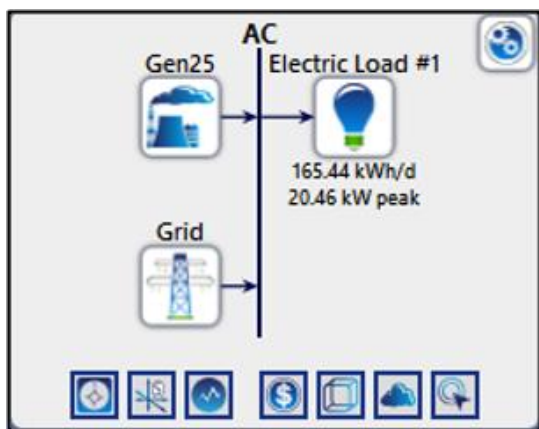 AC
Gen25
Electric Load #1
165.44 kWh/d
20.46 kW peak
Grid